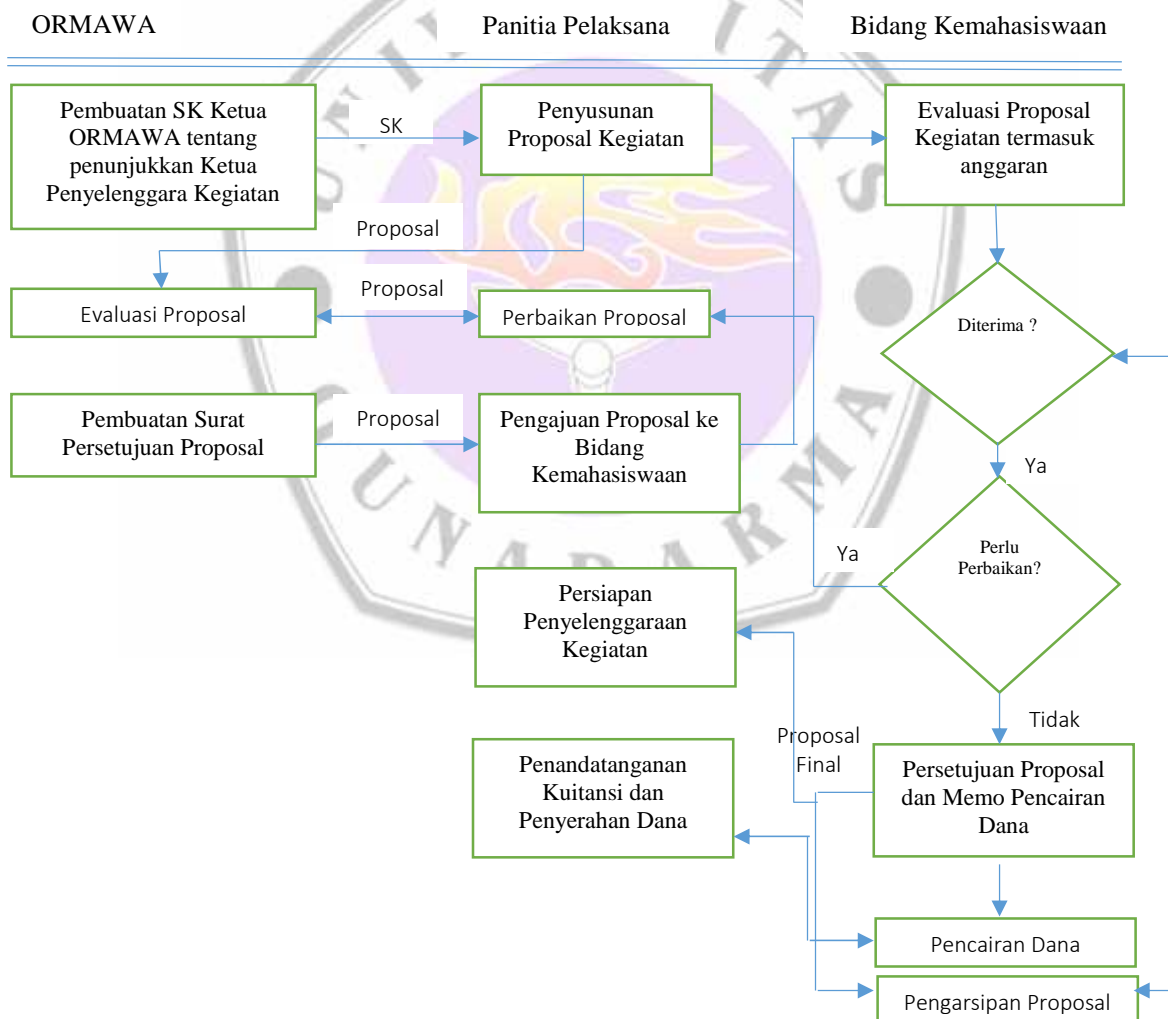 ORMAWA
Panitia Pelaksana
Bidang Kemahasiswaan
Pembuatan SK Ketua
ORMAWA tentang
penunjukkan Ketua
Penyelenggara Kegiatan
SK
Penyusunan
Proposal Kegiatan
Evaluasi Proposal
Kegiatan termasuk
anggaran
Proposal
Evaluasi Proposal
Proposal
Perbaikan Proposal
Diterima ?
Pembuatan Surat
Persetujuan Proposal
Proposal
Pengajuan Proposal ke
Bidang
Kemahasiswaan
Ya
Perlu
Perbaikan?
Ya
Persiapan
Penyelenggaraan
Kegiatan
Tidak
Proposal
Final
Penandatanganan
Kuitansi dan
Penyerahan Dana
Persetujuan Proposal
dan Memo Pencairan
Dana
Pencairan Dana
Pengarsipan Proposal
GUNADARMA